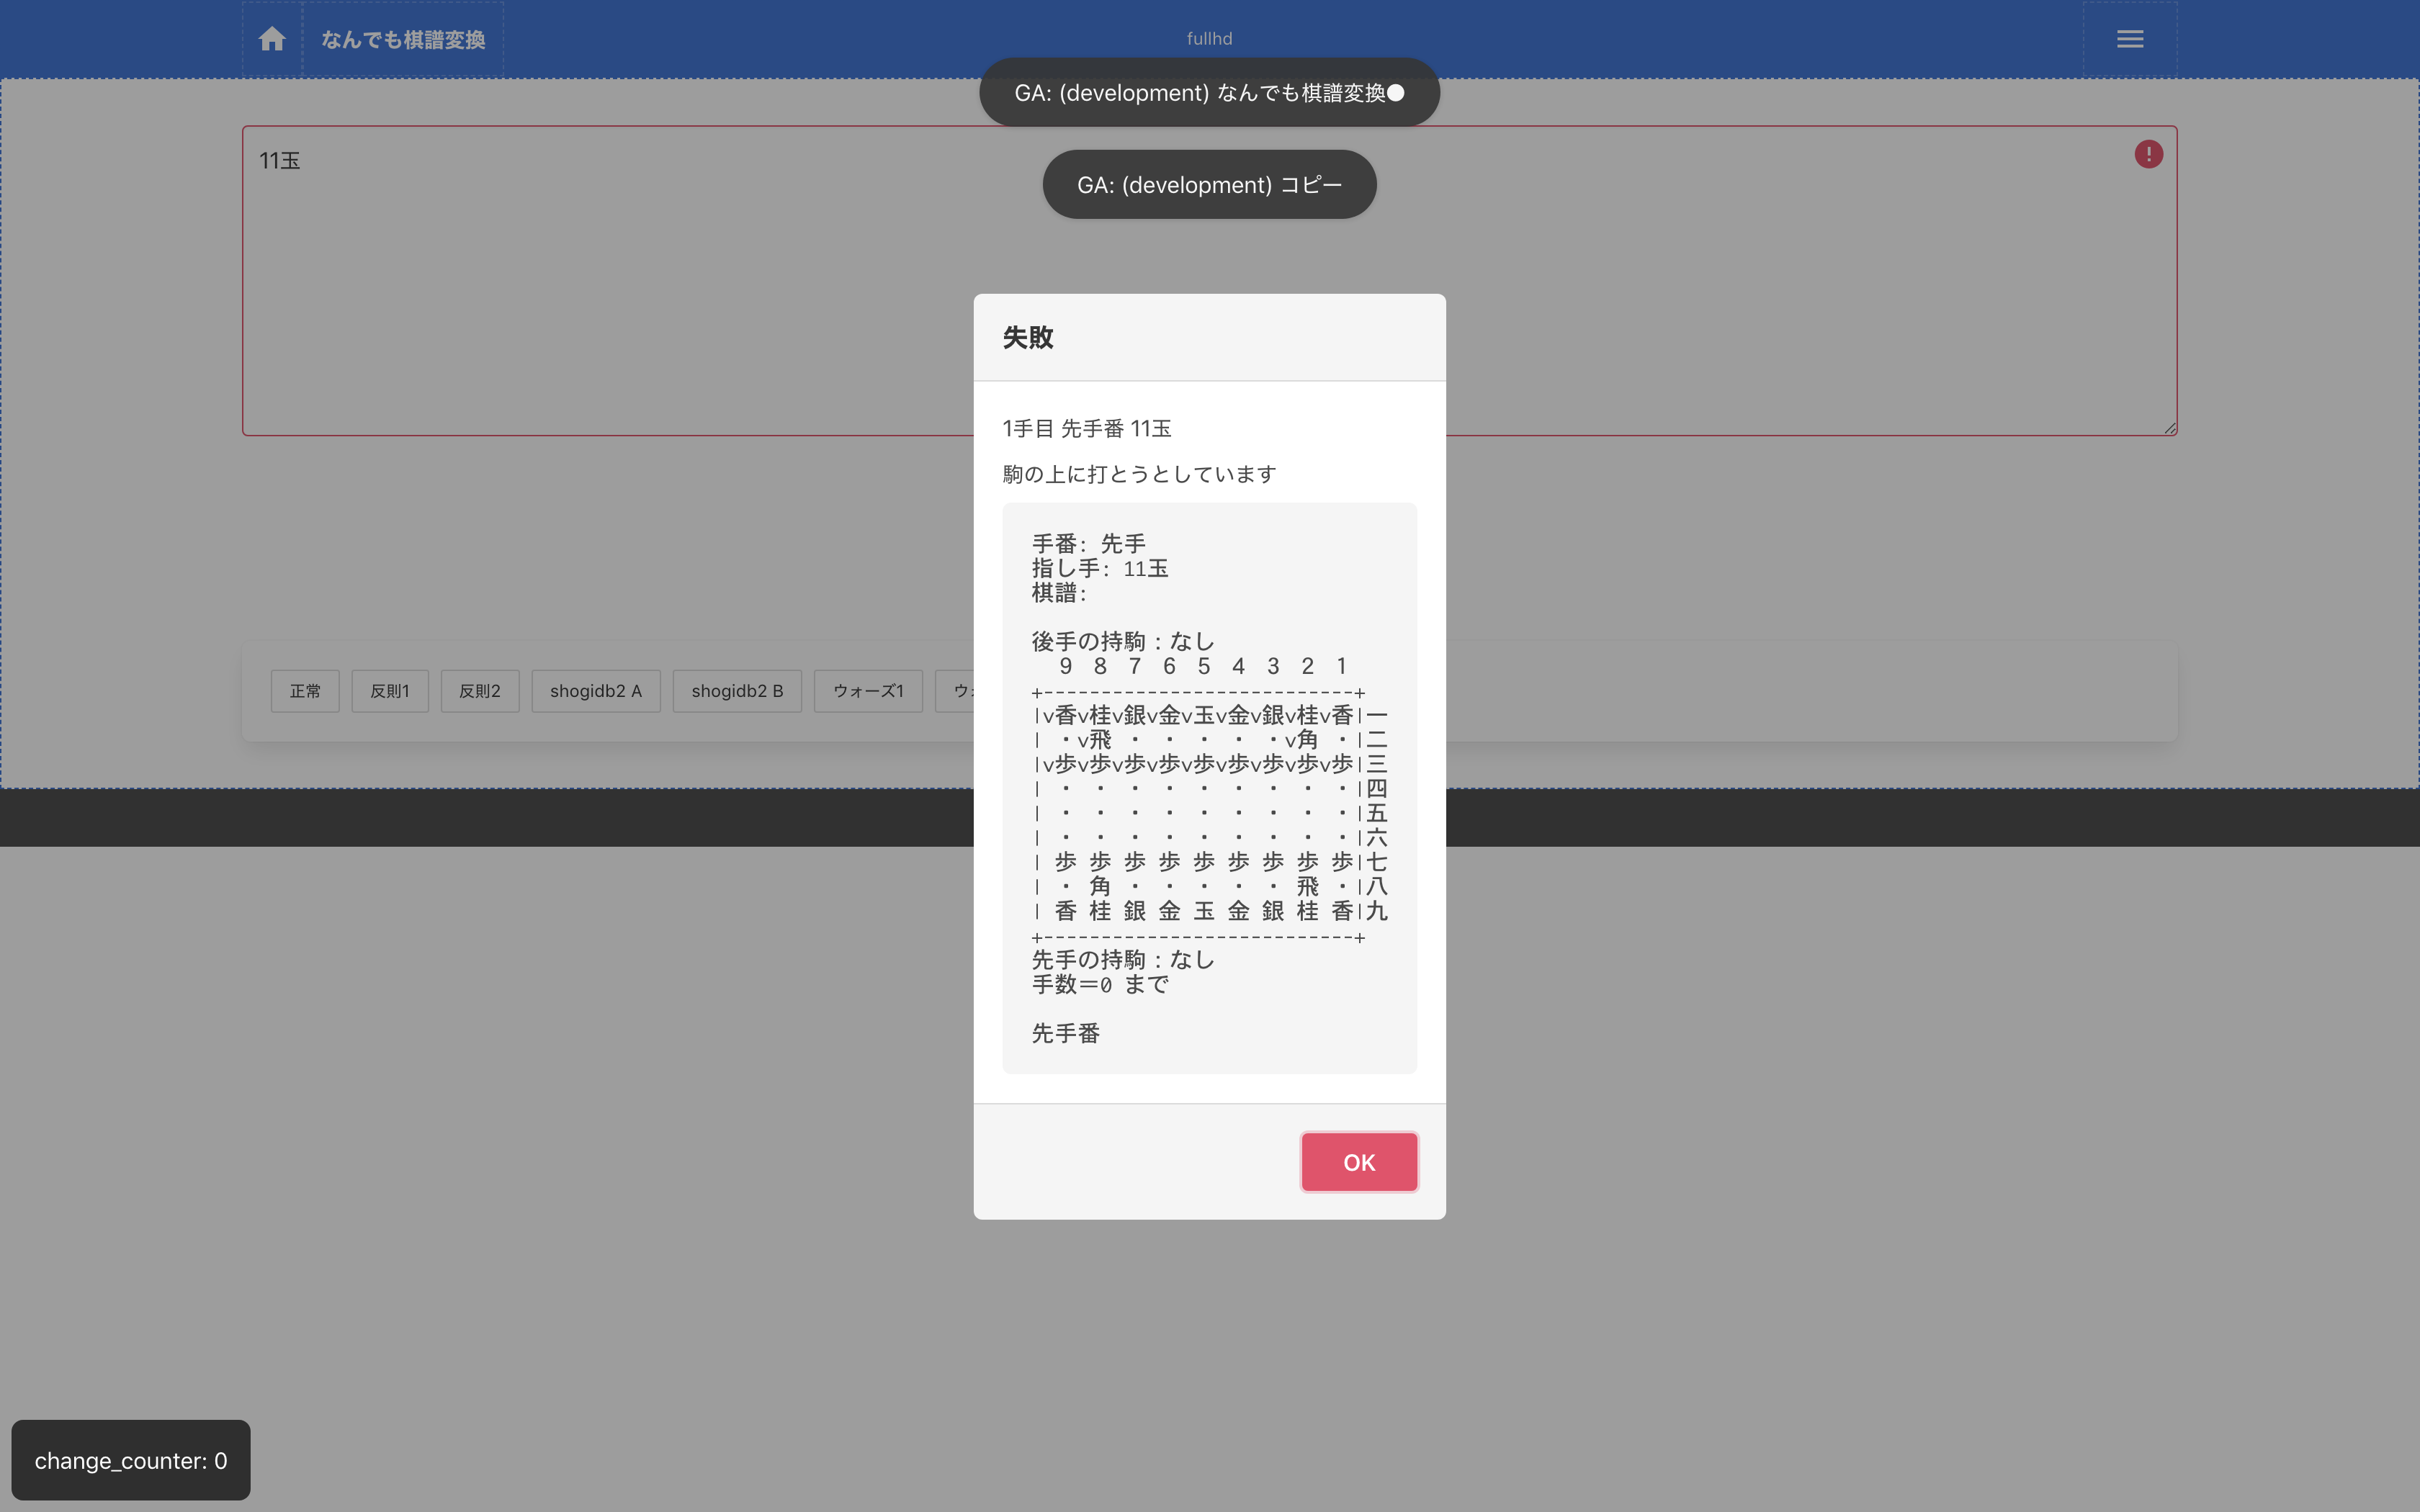 なんでも棋譜変換
fullhd
GA: (development) なんでも棋譜変換●
11玉
GA: (development) コピー
失敗
1手目 先手番 11玉
駒の上に打とうとしています
手番: 先手
指し手: 11玉
棋譜:
後手の持駒：なし
  9 8 7 6 5 4 3 2 1
+---------------------------+
|v香v桂v銀v金v玉v金v銀v桂v香|一
| ・v飛 ・ ・ ・ ・ ・v角 ・|二
|v歩v歩v歩v歩v歩v歩v歩v歩v歩|三
| ・ ・ ・ ・ ・ ・ ・ ・ ・|四
| ・ ・ ・ ・ ・ ・ ・ ・ ・|五
| ・ ・ ・ ・ ・ ・ ・ ・ ・|六
| 歩 歩 歩 歩 歩 歩 歩 歩 歩|七
| ・ 角 ・ ・ ・ ・ ・ 飛 ・|八
| 香 桂 銀 金 玉 金 銀 桂 香|九
+---------------------------+
先手の持駒：なし
手数＝0 まで
先手番
OK
正常 反則1 反則2 shogidb2 A shogidb2 B ウォーズ1
change_counter: 0